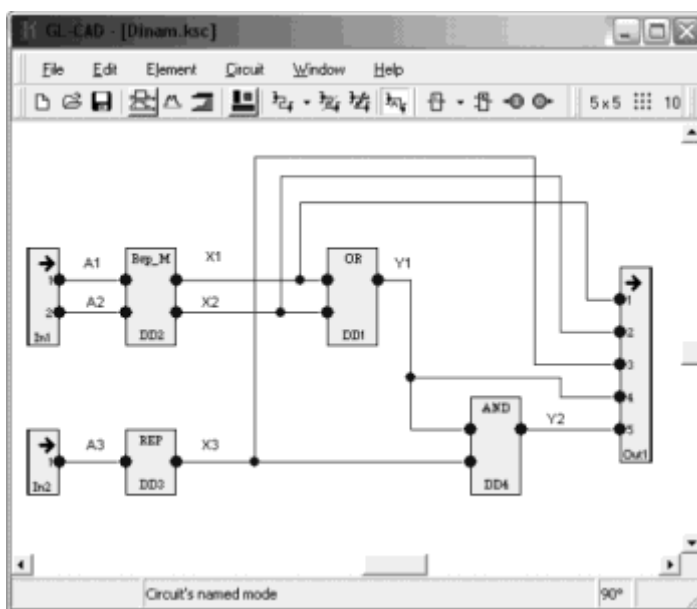 GL-CAD - [Dinam.ksc]
File Edit Element Circuit Window Help
5x5 10
A1 Rep_M X1 OR Y1
1
A2 X2
2
In1 DD2 DD1
1
2
3
4
A3 REP X3 AND Y2
5
1
In2 DD3 DD4 Out1
Circuit's named mode 90°